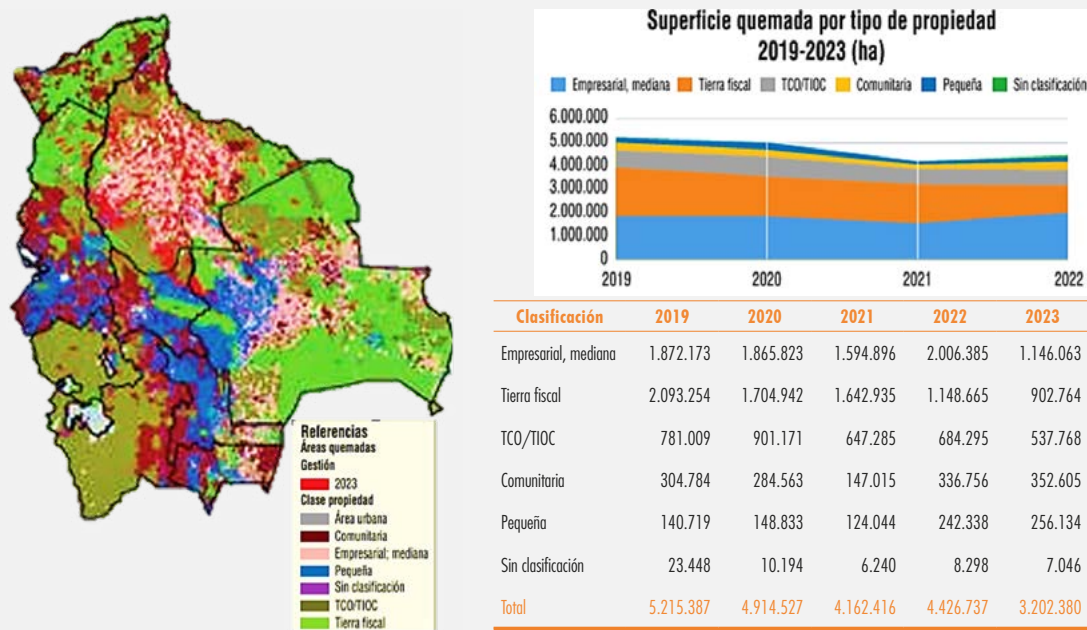 Superficie quemada por tipo de propiedad
2019-2023 (ha)
Empresarial, mediana Tierra fiscal TCO/TIOC Comunitaria Pequeña Sin clasificación
6.000.000
5.000.000
4.000.000
3.000.000
2.000.000
1.000.000
0
2019 2020 2021 2022
Clasificación 2019 2020 2021 2022 2023
Empresarial, mediana 1.872.173 1.865.823 1.594.896 2.006.385 1.146.063
Tierra fiscal 2.093.254 1.704.942 1.642.935 1.148.665 902.764
TCO/TIOC 781.009 901.171 647.285 684.295 537.768
Comunitaria 304.784 284.563 147.015 336.756 352.605
Pequeña 140.719 148.833 124.044 242.338 256.134
Sin clasificación 23.448 10.194 6.240 8.298 7.046
Total 5.215.387 4.914.527 4.162.416 4.426.737 3.202.380
Referencias
Áreas quemadas
Gestión
2023
Clase propiedad
Área urbana
Comunitaria
Empresarial; mediana
Pequeña
Sin clasificación
TCO/TIOC
Tierra fiscal